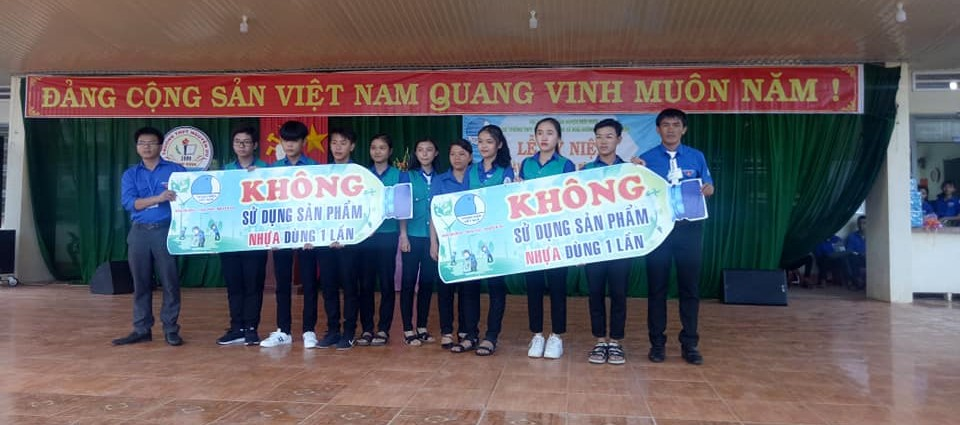 ĐẢNG CỘNG SẢN VIỆT NAM QUANG VINH MUÔN NĂM !
KHÔNG
SỬ DỤNG SẢN PHẨM
NHỰA DÙNG 1 LẦN
KHÔNG
SỬ DỤNG SẢN PHẨM
NHỰA DÙNG 1 LẦN